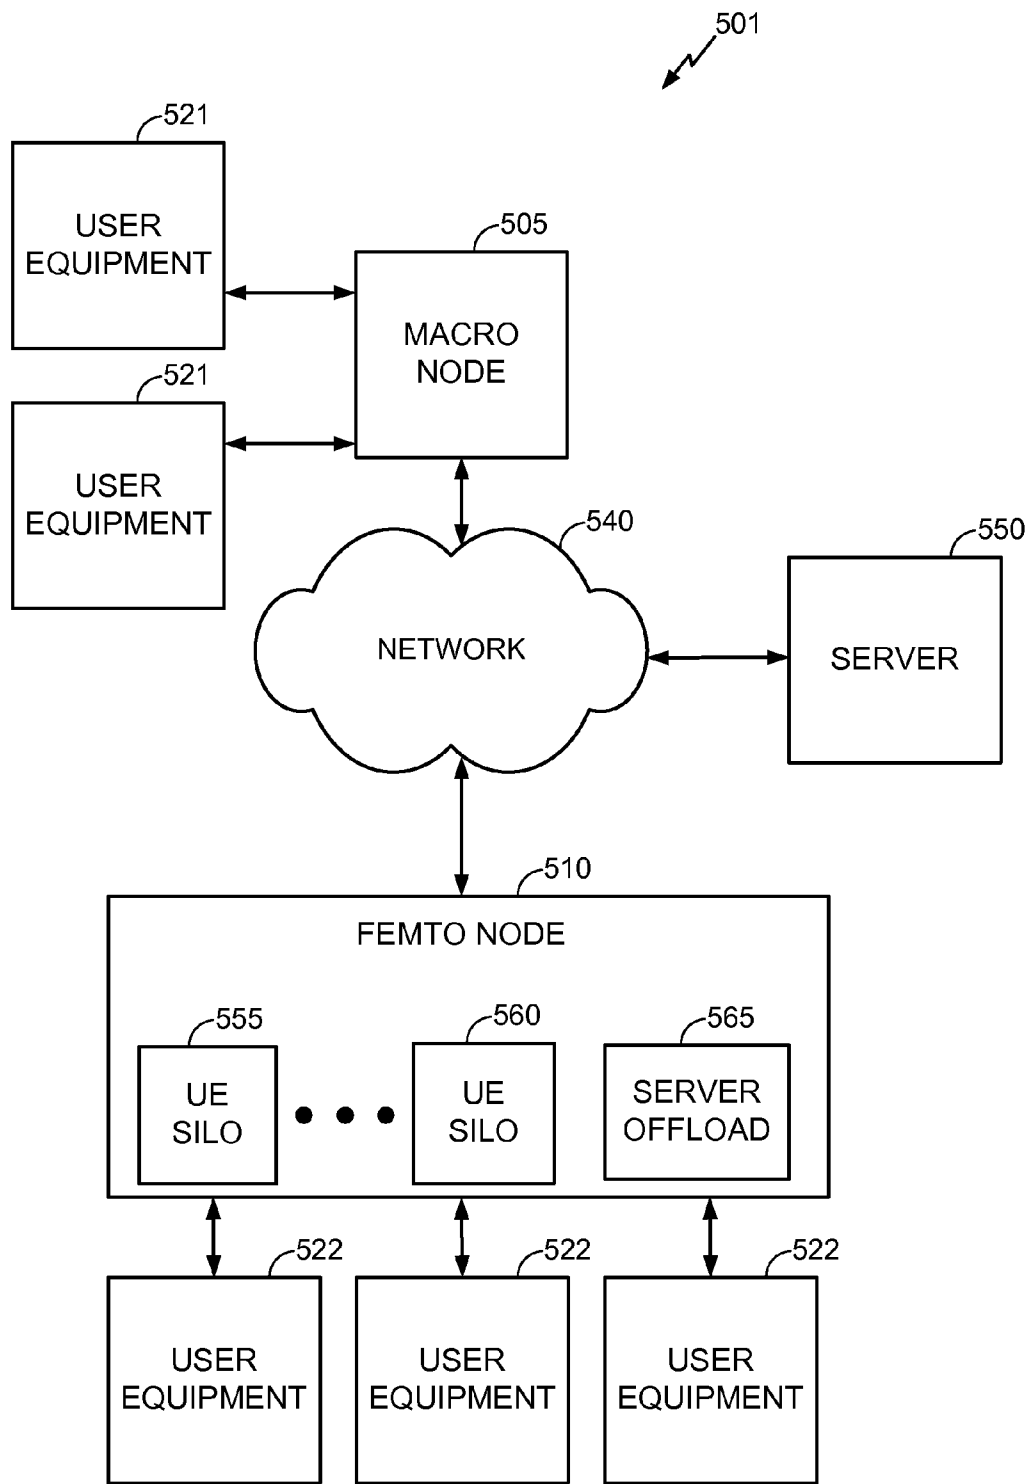 501
521
USER
EQUIPMENT
505
MACRO
NODE
521
USER
EQUIPMENT
540
NETWORK
550
SERVER
510
FEMTO NODE
555
UE
SILO
560
UE
SILO
565
SERVER
OFFLOAD
522
USER
EQUIPMENT
522
USER
EQUIPMENT
522
USER
EQUIPMENT